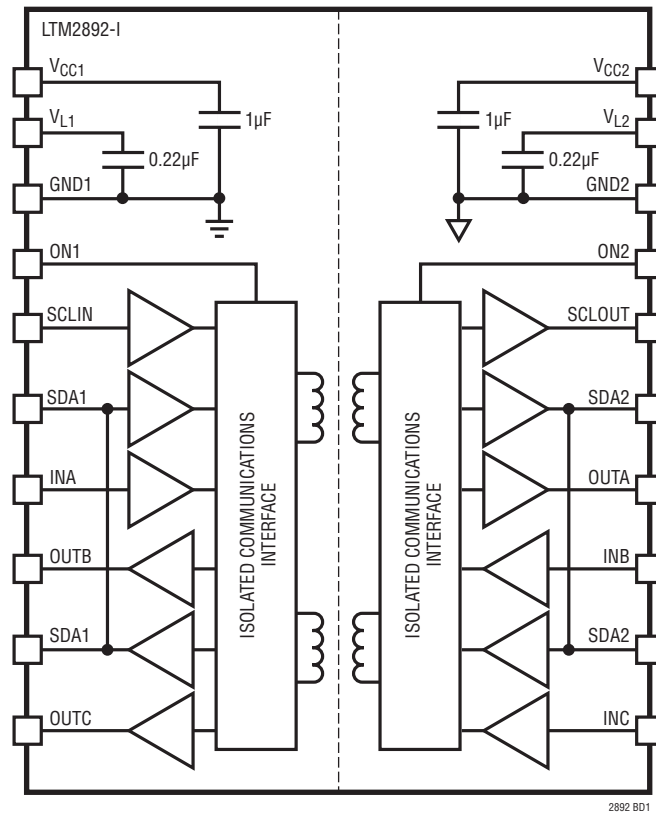 LTM2892-I
VCC1
VCC2
1µF
1µF
VL1
VL2
0.22µF
0.22µF
GND1
GND2
ON1
ON2
SCLIN
SCLOUT
SDA1
SDA2
INA
OUTA
ISOLATED COMMUNICATIONS
INTERFACE
ISOLATED COMMUNICATIONS
INTERFACE
OUTB
INB
SDA1
SDA2
OUTC
INC
2892 BD1